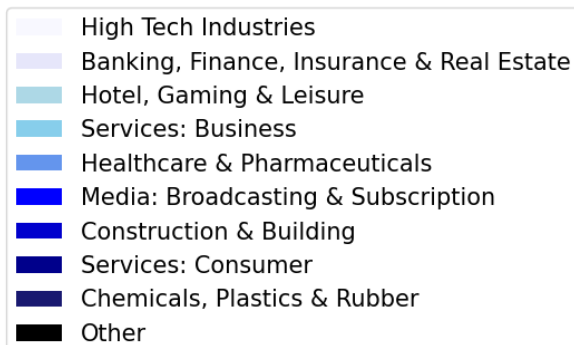 High Tech Industries
Banking, Finance, Insurance & Real Estate
Hotel, Gaming & Leisure
Services: Business
Healthcare & Pharmaceuticals
Media: Broadcasting & Subscription
Construction & Building
Services: Consumer
Chemicals, Plastics & Rubber
Other